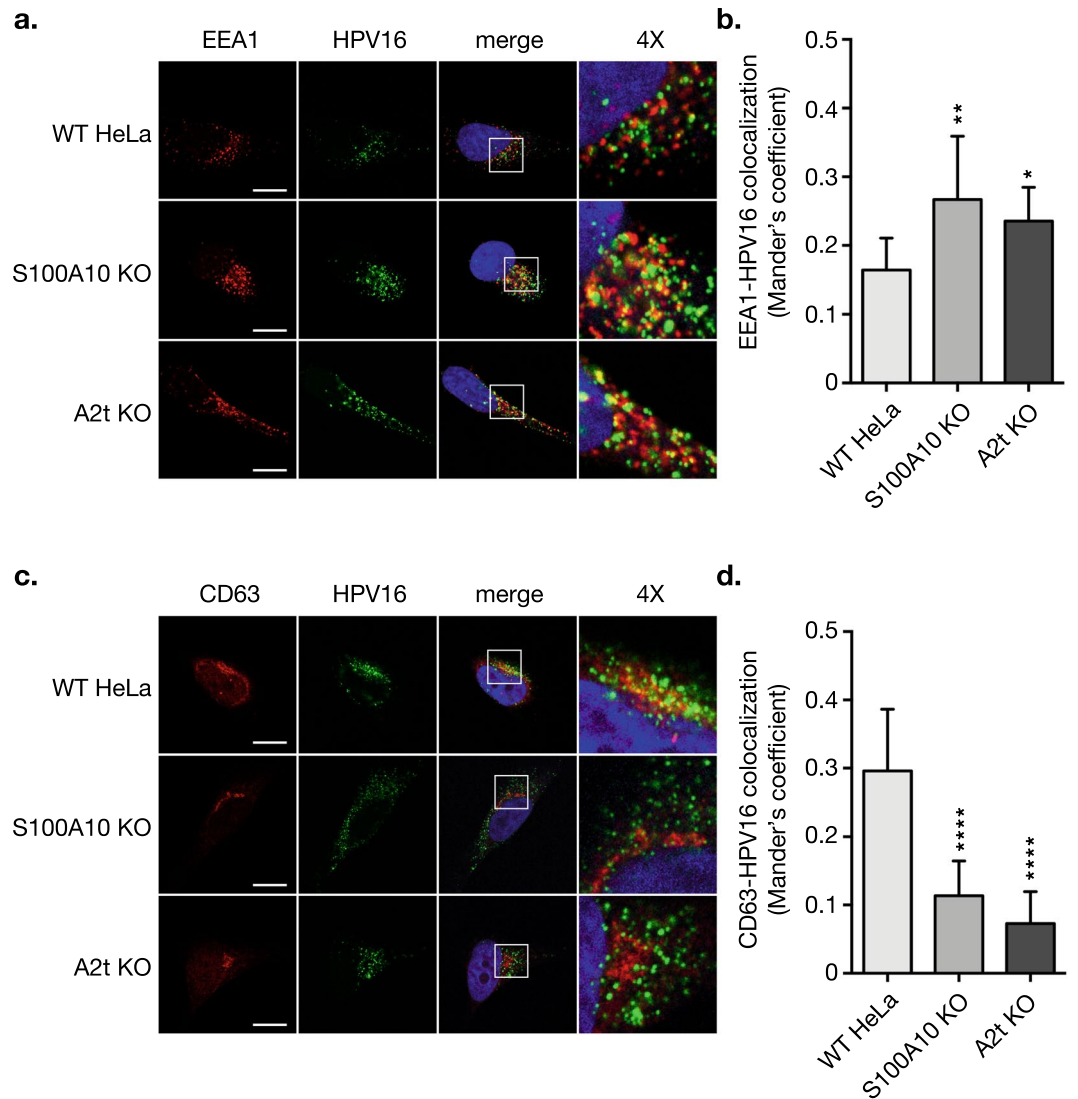 a.
EEA1 HPV16 merge 4X
WT HeLa
S100A10 KO
A2t KO
b.
EEA1-HPV16 colocalization
(Mander’s coefficient)
0.5
0.4
0.3
0.2
0.1
0
**
*
WT HeLa
S100A10 KO
A2t KO
c.
CD63 HPV16 merge 4X
WT HeLa
S100A10 KO
A2t KO
d.
CD63-HPV16 colocalization
(Mander’s coefficient)
0.5
0.4
0.3
0.2
0.1
0
****
****
WT HeLa
S100A10 KO
A2t KO